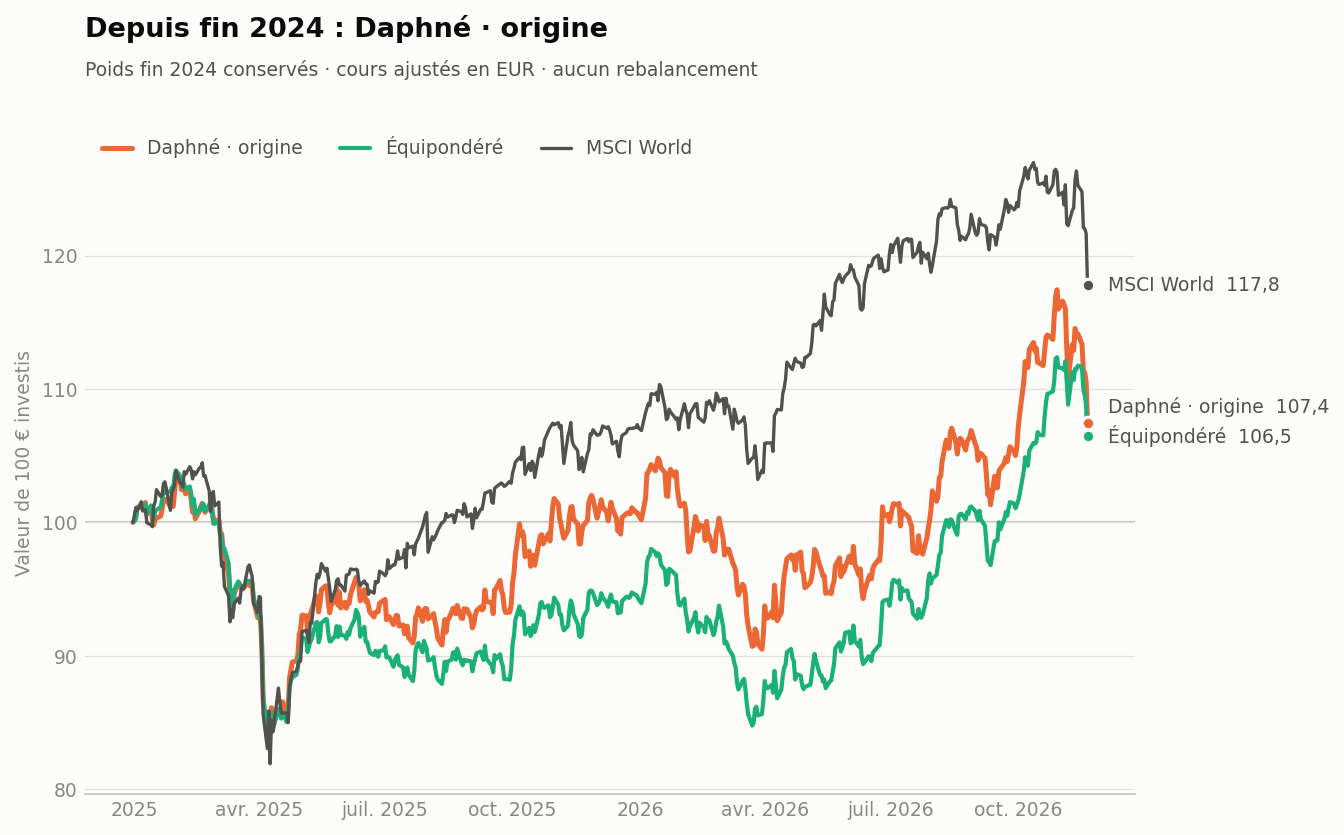 Depuis fin 2024 : Daphné · origine
Poids fin 2024 conservés · cours ajustés en EUR · aucun rebalancement
Daphné · origine
Équipondéré
MSCI World
Valeur de 100 € investis
120
110
100
90
80
MSCI World 117,8
Daphné · origine 107,4
Équipondéré 106,5
2025
avr. 2025
juil. 2025
oct. 2025
2026
avr. 2026
juil. 2026
oct. 2026